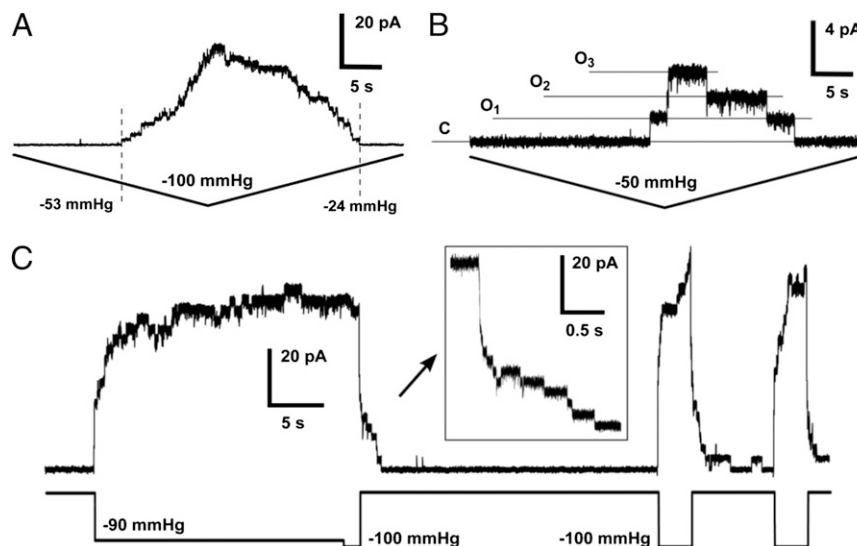 A
20 pA
5 s
-100 mmHg
-53 mmHg
-24 mmHg
B
4 pA
5 s
O3
O2
O1
C
-50 mmHg
C
20 pA
5 s
20 pA
0.5 s
-90 mmHg
-100 mmHg
-100 mmHg